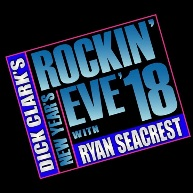 DICK CLARK'S
NEW YEAR'S
ROCKIN'
EVE '18
WITH
RYAN SEACREST